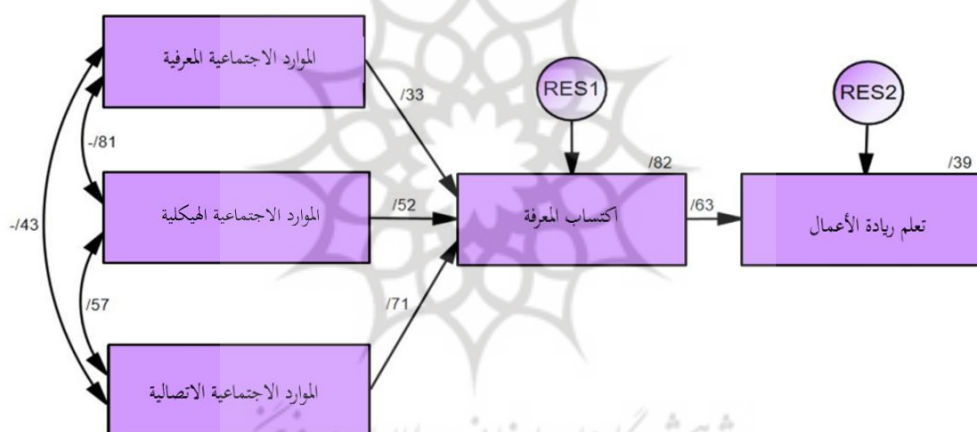 الموارد الاجتماعية المعرفية
/33
RES1
RES2
-/81
/82
/39
الموارد الاجتماعية الهيكلية
/52
اكتساب المعرفة
/63
تعلم ريادة الأعمال
-/43
/57
/71
الموارد الاجتماعية الاتصالية